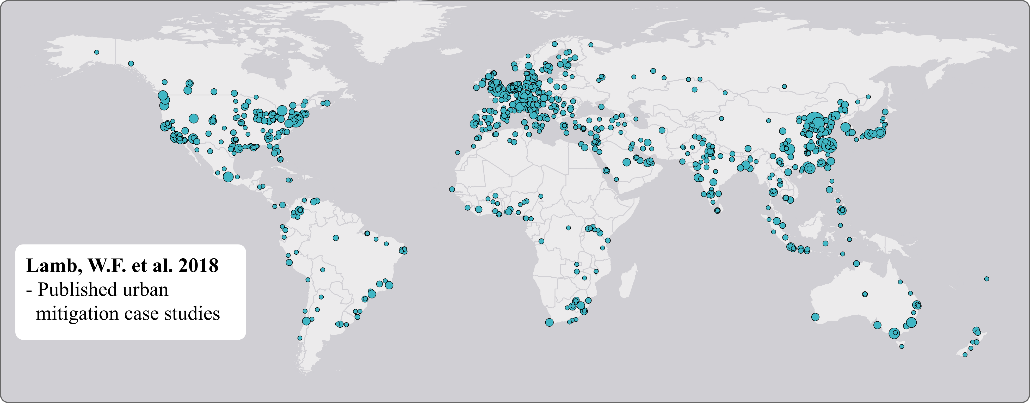 Lamb, W.F. et al. 2018
- Published urban
mitigation case studies